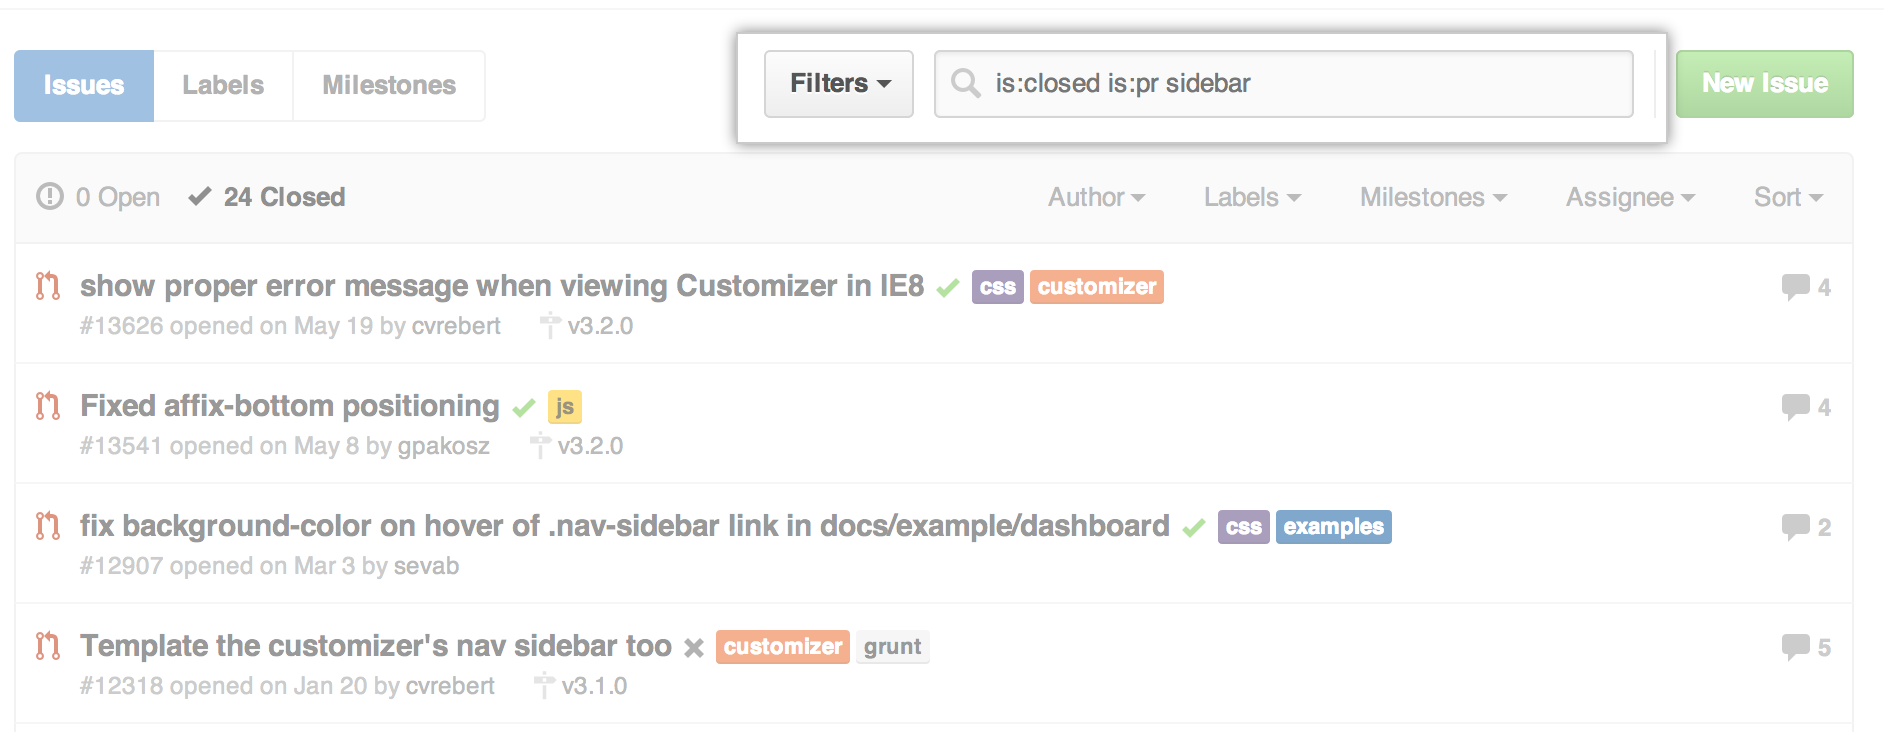 Issues Labels Milestones Filters is:closed is:pr sidebar New Issue
0 Open 24 Closed Author Labels Milestones Assignee Sort
show proper error message when viewing Customizer in IE8 css customizer 4
#13626 opened on May 19 by cvrebert v3.2.0
Fixed affix-bottom positioning js 4
#13541 opened on May 8 by gpakosz v3.2.0
fix background-color on hover of .nav-sidebar link in docs/example/dashboard css examples 2
#12907 opened on Mar 3 by sevab
Template the customizer's nav sidebar too customizer grunt 5
#12318 opened on Jan 20 by cvrebert v3.1.0